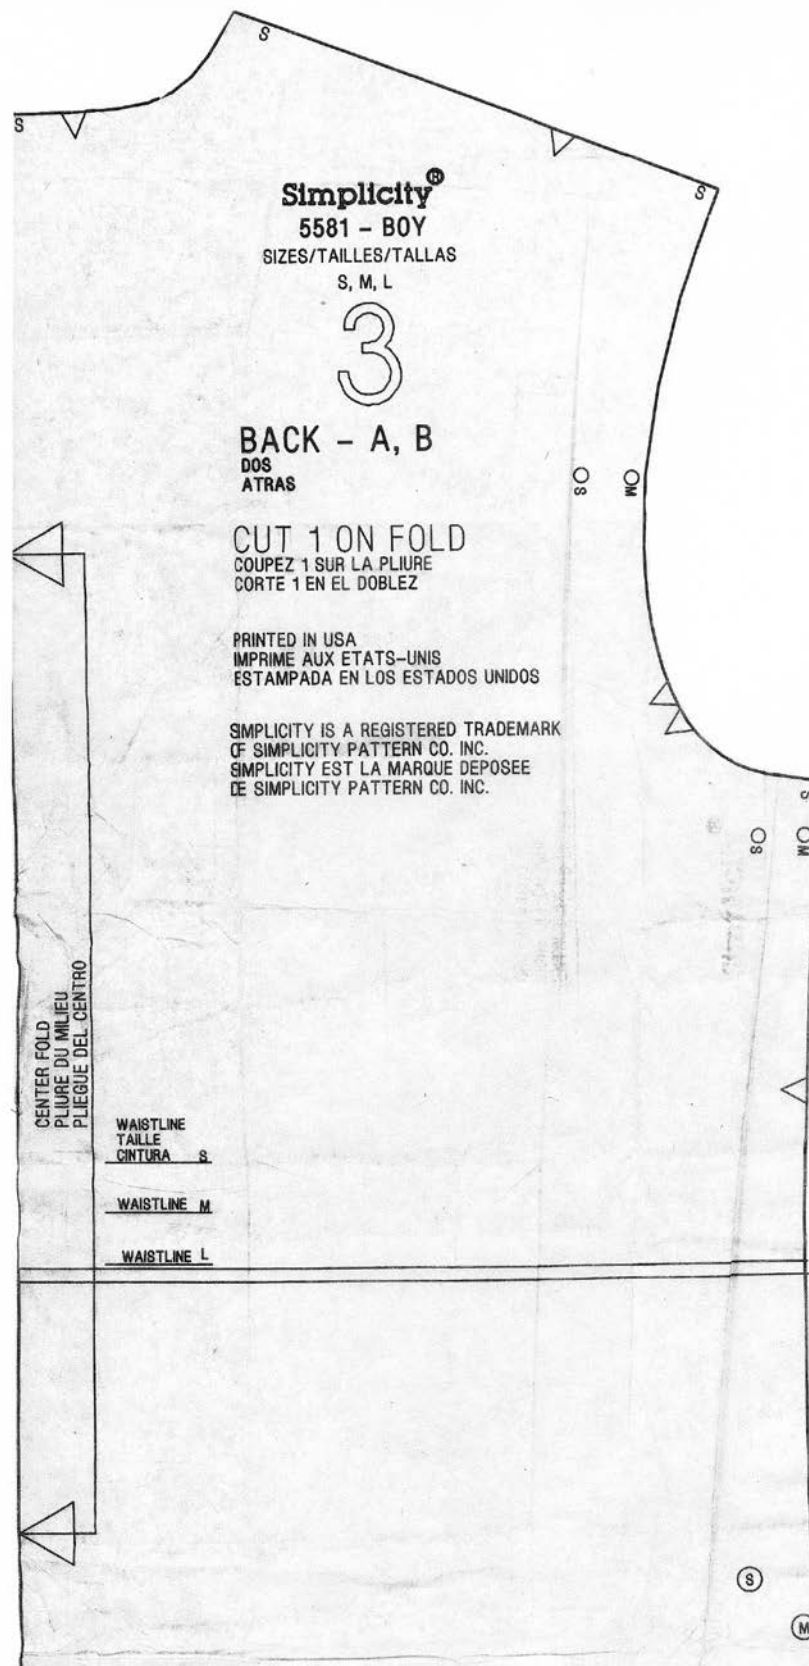 S
S
S
Simplicity®
5581 – BOY
SIZES/TAILLES/TALLAS
S, M, L
3
BACK – A, B
DOS
ATRAS
S
M
CUT 1 ON FOLD
COUPEZ 1 SUR LA PLIURE
CORTE 1 EN EL DOBLEZ
PRINTED IN USA
IMPRIME AUX ETATS-UNIS
ESTAMPADA EN LOS ESTADOS UNIDOS
SIMPLICITY IS A REGISTERED TRADEMARK
OF SIMPLICITY PATTERN CO. INC.
SIMPLICITY EST LA MARQUE DEPOSEE
DE SIMPLICITY PATTERN CO. INC.
S
S
M
CENTER FOLD
PLIURE DU MILIEU
PLIEGUE DEL CENTRO
WAISTLINE
TAILLE
CINTURA S
WAISTLINE M
WAISTLINE L
S
M